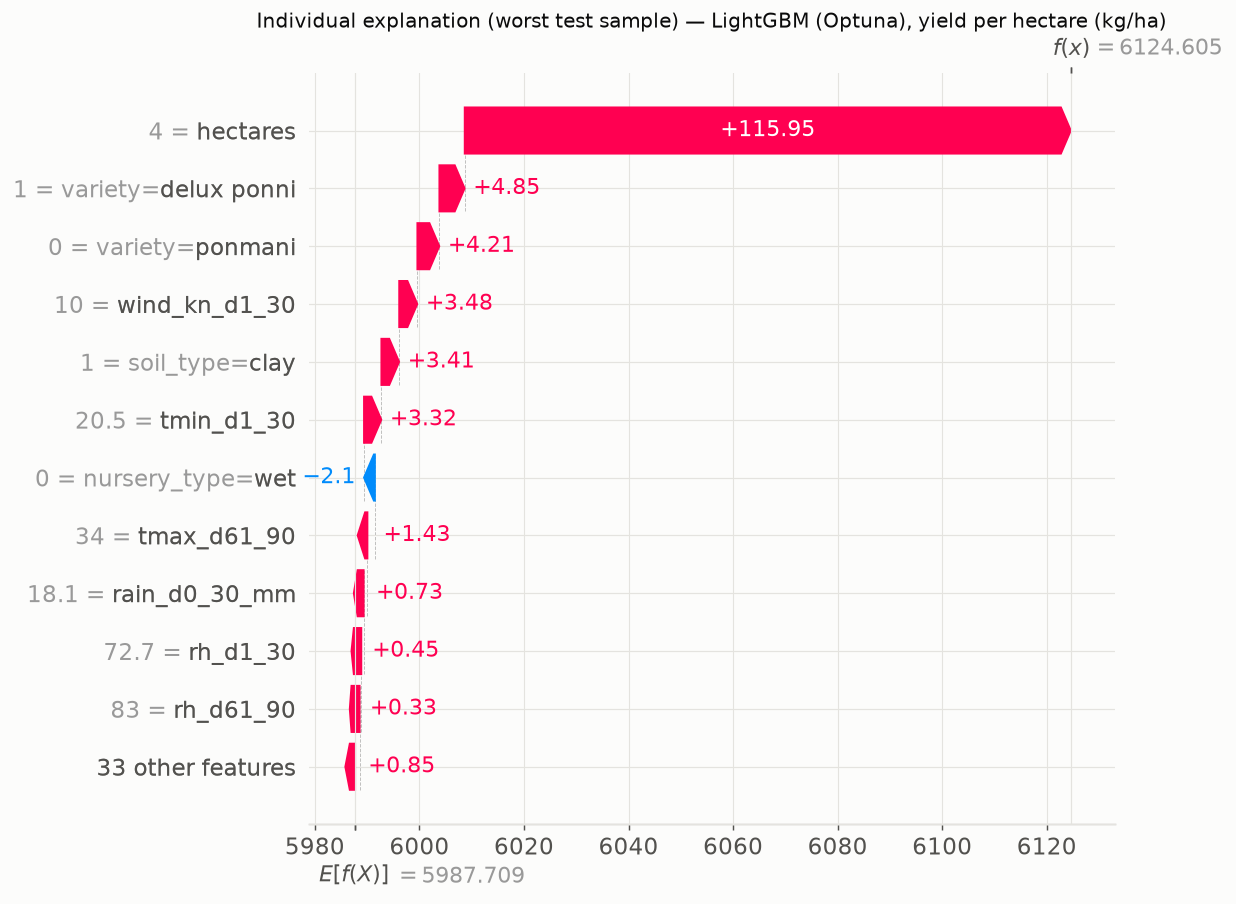 Individual explanation (worst test sample) — LightGBM (Optuna), yield per hectare (kg/ha)
f(x) = 6124.605
4 = hectares
+115.95
1 = variety=delux ponni
+4.85
0 = variety=ponmani
+4.21
10 = wind_kn_d1_30
+3.48
1 = soil_type=clay
+3.41
20.5 = tmin_d1_30
+3.32
0 = nursery_type=wet
−2.1
34 = tmax_d61_90
+1.43
18.1 = rain_d0_30_mm
+0.73
72.7 = rh_d1_30
+0.45
83 = rh_d61_90
+0.33
33 other features
+0.85
5980 6000 6020 6040 6060 6080 6100 6120
E[f(X)] = 5987.709